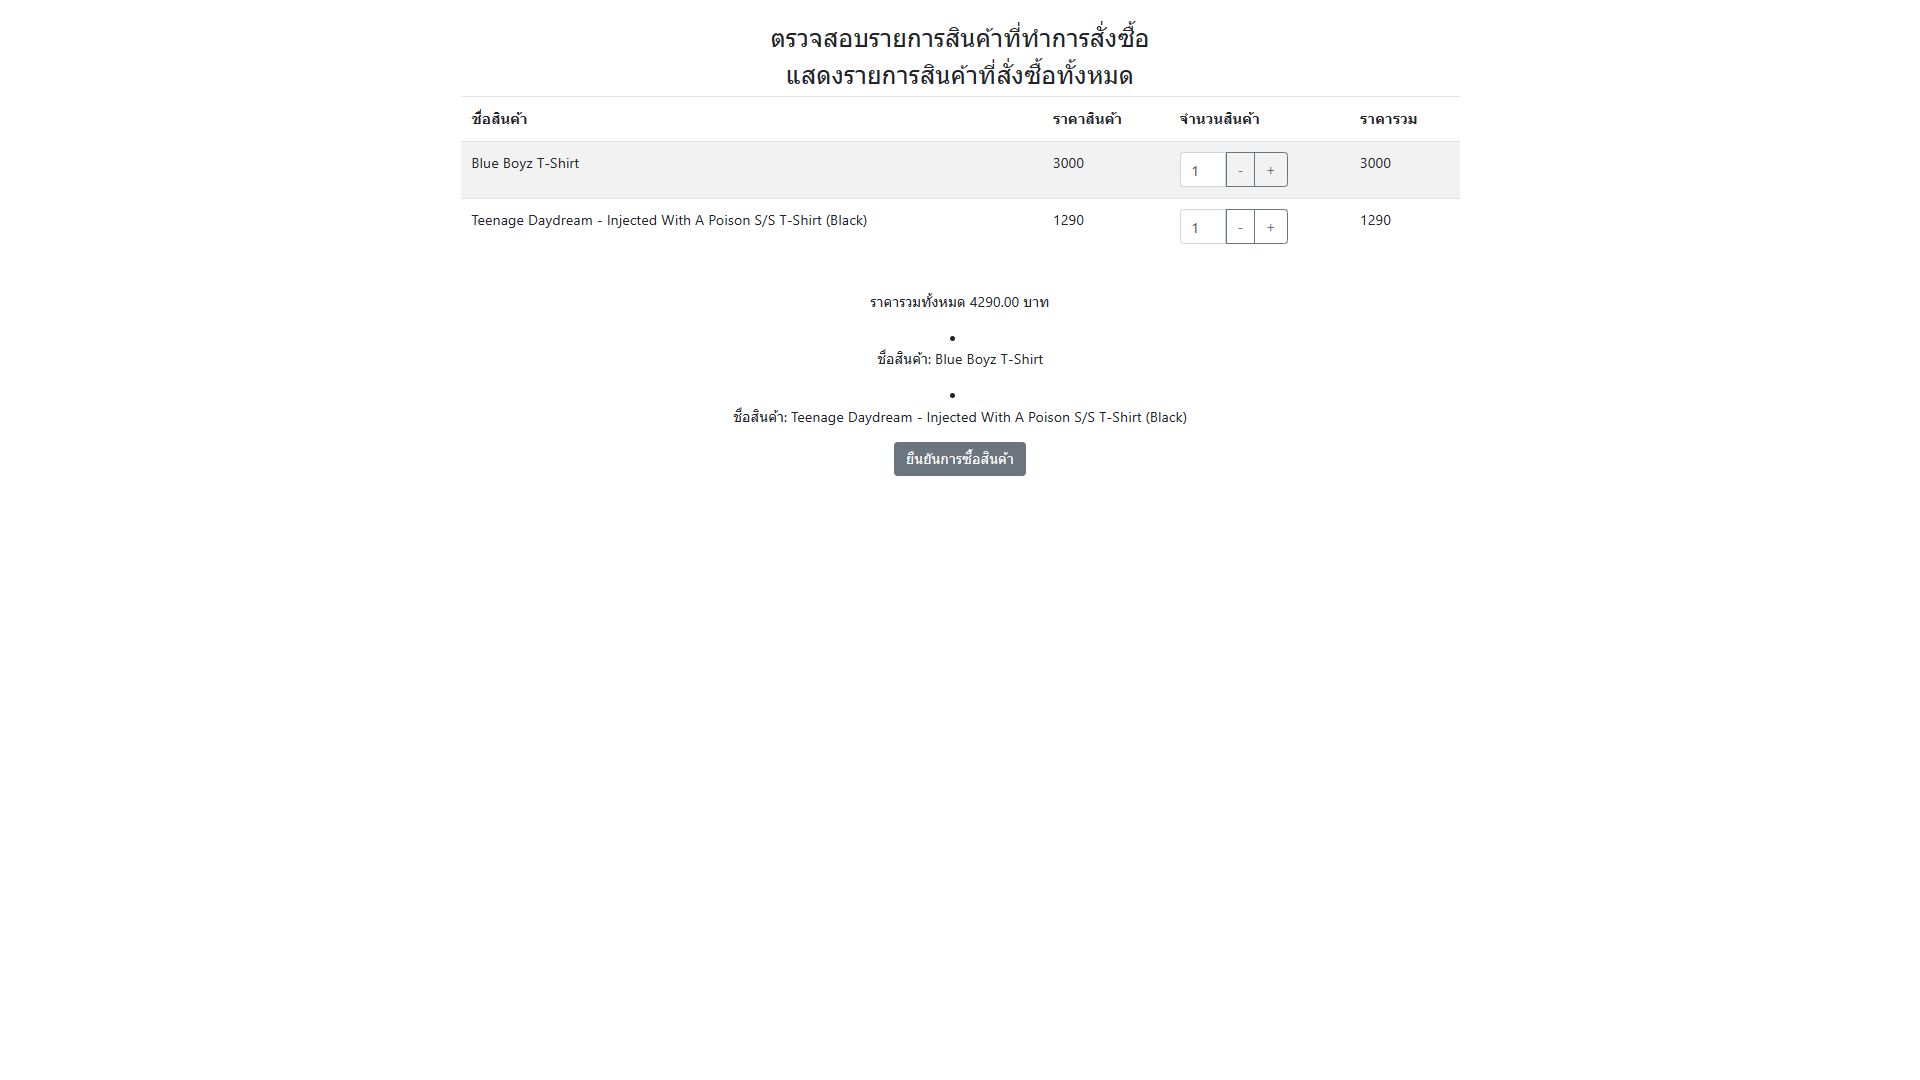 ตรวจสอบรายการสินค้าที่ทำการสั่งซื้อ
แสดงรายการสินค้าที่สั่งซื้อทั้งหมด
ชื่อสินค้า ราคาสินค้า จำนวนสินค้า ราคารวม
Blue Boyz T-Shirt 3000 1 - + 3000
Teenage Daydream - Injected With A Poison S/S T-Shirt (Black) 1290 1 - + 1290
ราคารวมทั้งหมด 4290.00 บาท
•
ชื่อสินค้า: Blue Boyz T-Shirt
•
ชื่อสินค้า: Teenage Daydream - Injected With A Poison S/S T-Shirt (Black)
ยืนยันการซื้อสินค้า